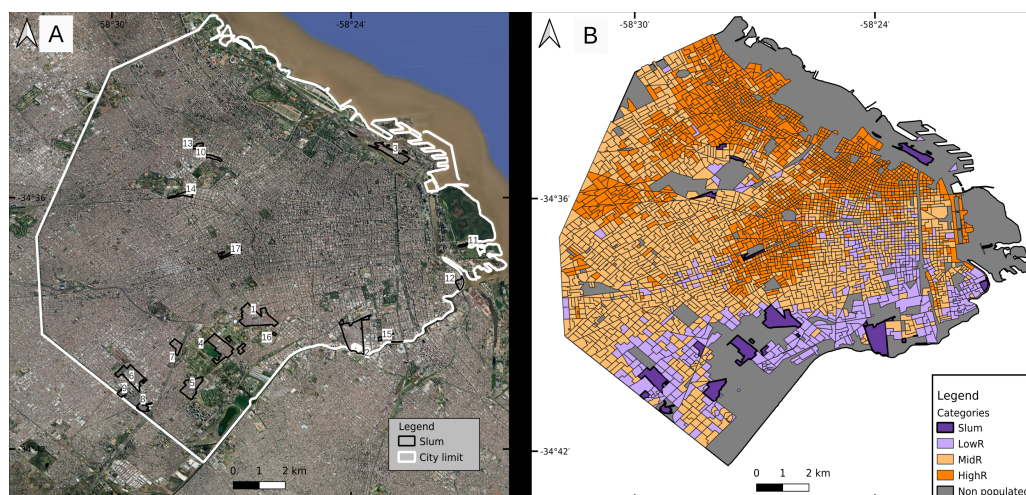 -58°30'
-58°24'
A
13
10
3
14
-34°36'
17
11
12
1
16
15
2
4
7
6
5
9
8
Legend
Slum
City limit
0 1 2 km
-58°30'
-58°24'
B
-34°36'
-34°42'
Legend
Categories
Slum
LowR
MidR
HighR
Non populated
0 1 2 km